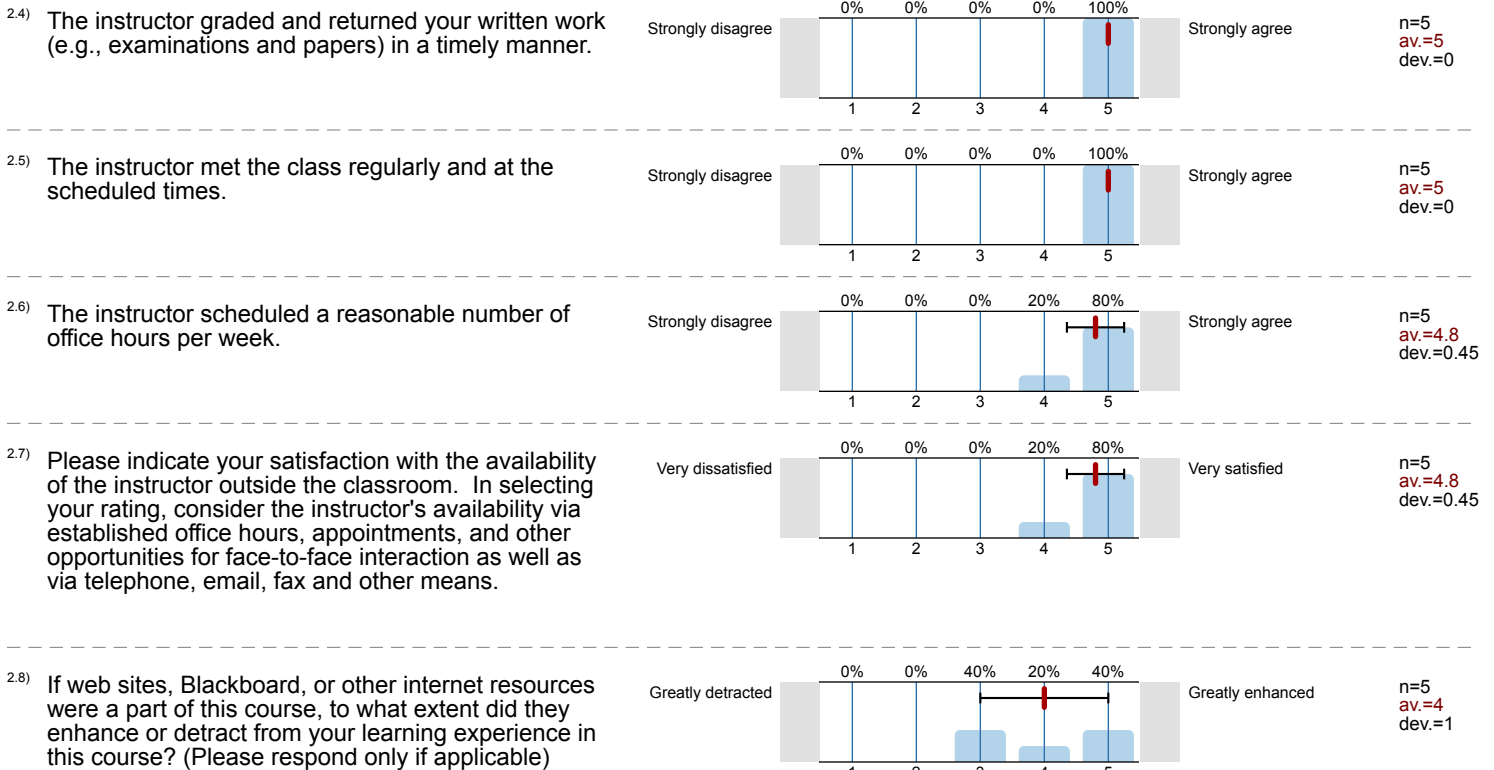 2.4) The instructor graded and returned your written work
(e.g., examinations and papers) in a timely manner.
0% 0% 0% 0% 100%
Strongly disagree Strongly agree
1 2 3 4 5
n=5
av.=5
dev.=0
2.5) The instructor met the class regularly and at the
scheduled times.
0% 0% 0% 0% 100%
Strongly disagree Strongly agree
1 2 3 4 5
n=5
av.=5
dev.=0
2.6) The instructor scheduled a reasonable number of
office hours per week.
0% 0% 0% 20% 80%
Strongly disagree Strongly agree
1 2 3 4 5
n=5
av.=4.8
dev.=0.45
2.7) Please indicate your satisfaction with the availability
of the instructor outside the classroom.  In selecting
your rating, consider the instructor's availability via
established office hours, appointments, and other
opportunities for face-to-face interaction as well as
via telephone, email, fax and other means.
0% 0% 0% 20% 80%
Very dissatisfied Very satisfied
1 2 3 4 5
n=5
av.=4.8
dev.=0.45
2.8) If web sites, Blackboard, or other internet resources
were a part of this course, to what extent did they
enhance or detract from your learning experience in
this course? (Please respond only if applicable)
0% 0% 40% 20% 40%
Greatly detracted Greatly enhanced
1 2 3 4 5
n=5
av.=4
dev.=1